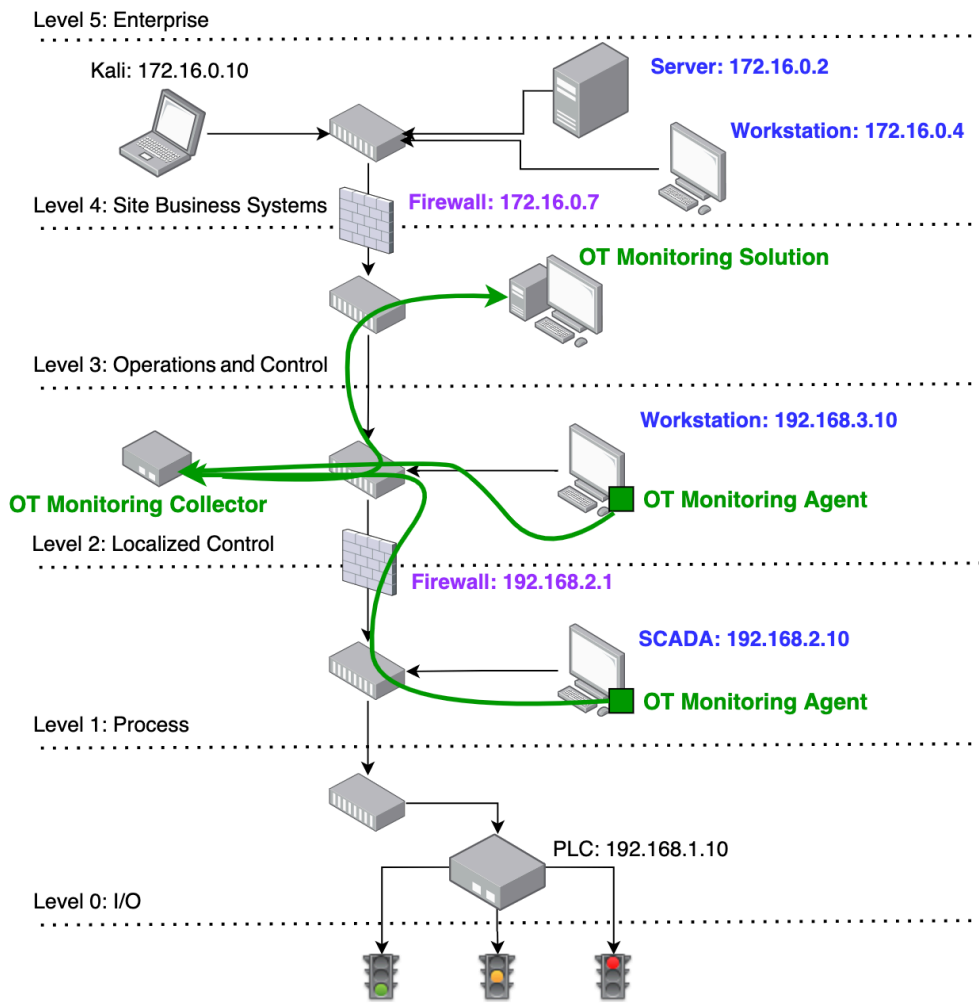 Level 5: Enterprise
Kali: 172.16.0.10
Server: 172.16.0.2
Workstation: 172.16.0.4
Level 4: Site Business Systems
Firewall: 172.16.0.7
OT Monitoring Solution
Level 3: Operations and Control
Workstation: 192.168.3.10
OT Monitoring Collector
OT Monitoring Agent
Level 2: Localized Control
Firewall: 192.168.2.1
SCADA: 192.168.2.10
OT Monitoring Agent
Level 1: Process
PLC: 192.168.1.10
Level 0: I/O